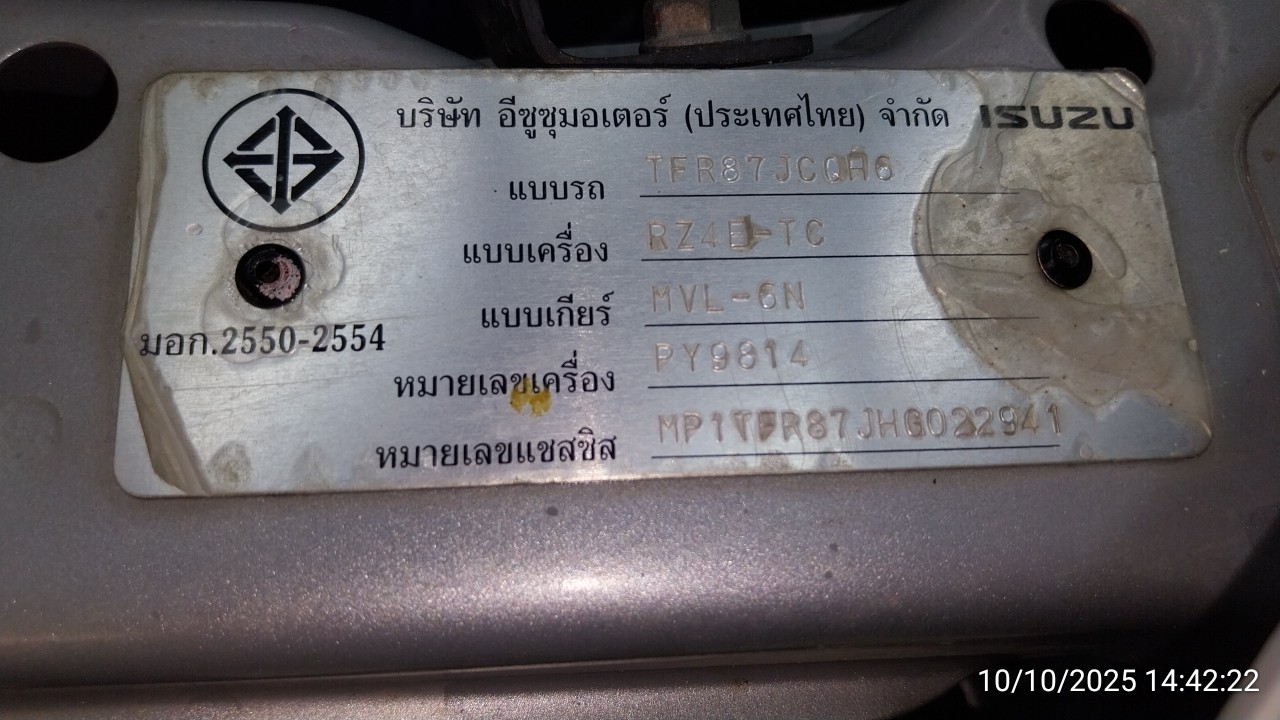 บริษัท อีซูซุมอเตอร์ (ประเทศไทย) จำกัด ISUZU
แบบรถ TFR87JCQH6
แบบเครื่อง RZ4E-TC
แบบเกียร์ MVL-6N
มอก.2550-2554
หมายเลขเครื่อง PY9814
หมายเลขแชสซิส MP1TFR87JHG022941
10/10/2025 14:42:22